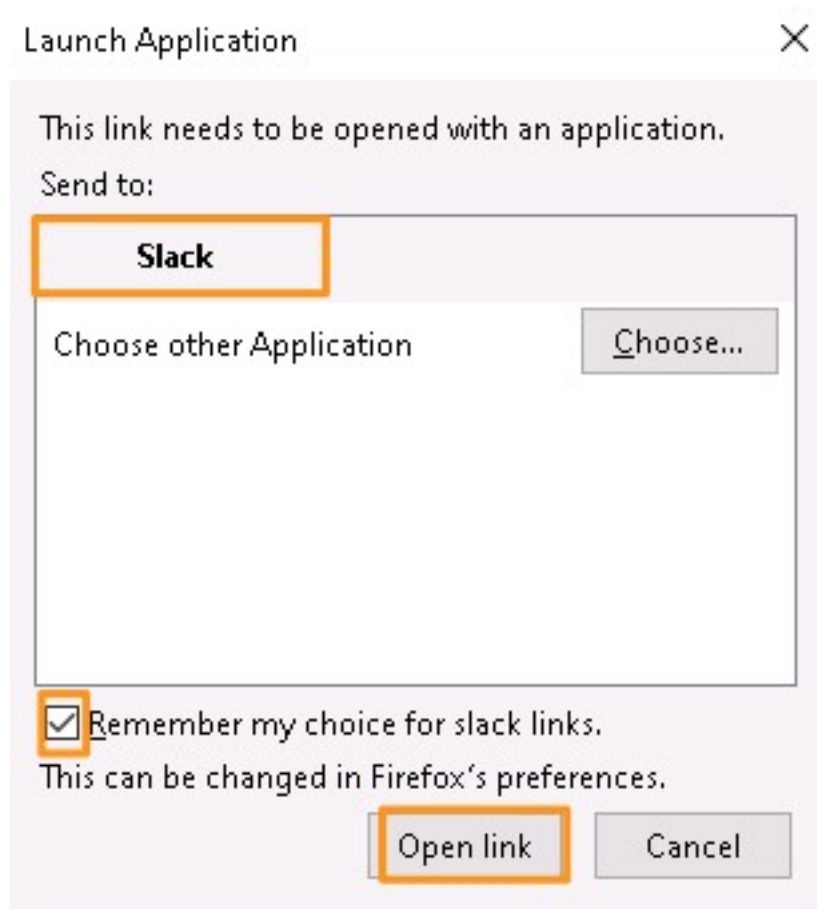 Launch Application
This link needs to be opened with an application.
Send to:
Slack
Choose other Application Choose...
Remember my choice for slack links.
This can be changed in Firefox's preferences.
Open link Cancel